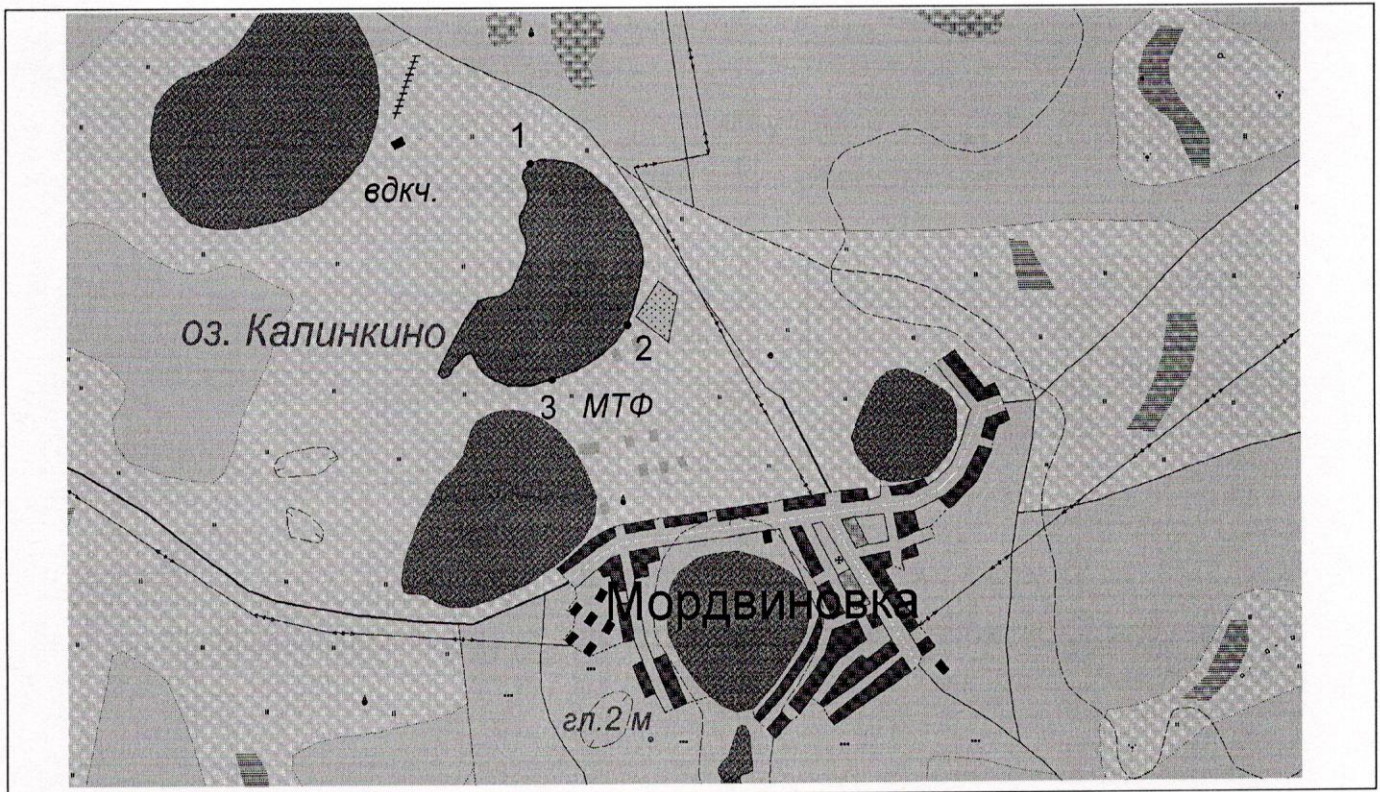 1
вдкч.
оз. Калинкино
2
3 МТФ
Мордвиновка
гл.2 м